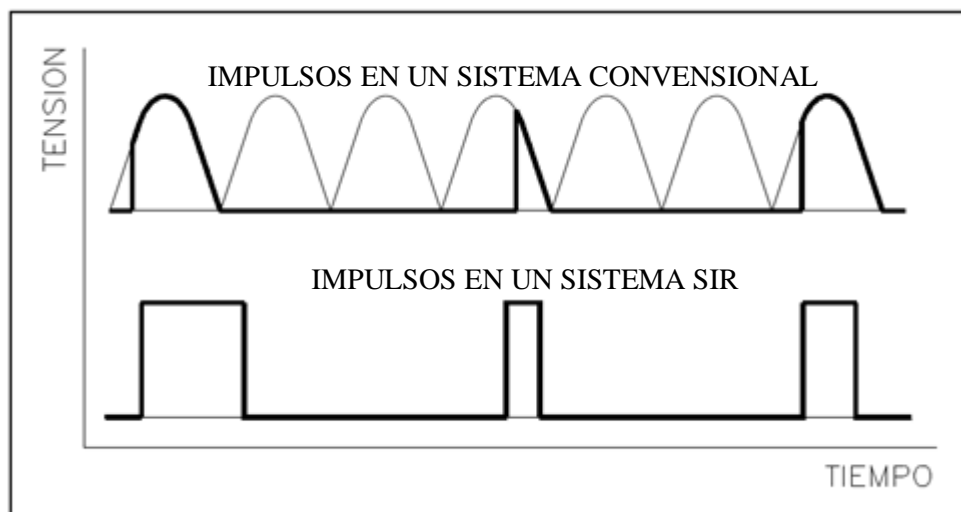 IMPULSOS EN UN SISTEMA CONVENSIONAL
TENSION
IMPULSOS EN UN SISTEMA SIR
TIEMPO